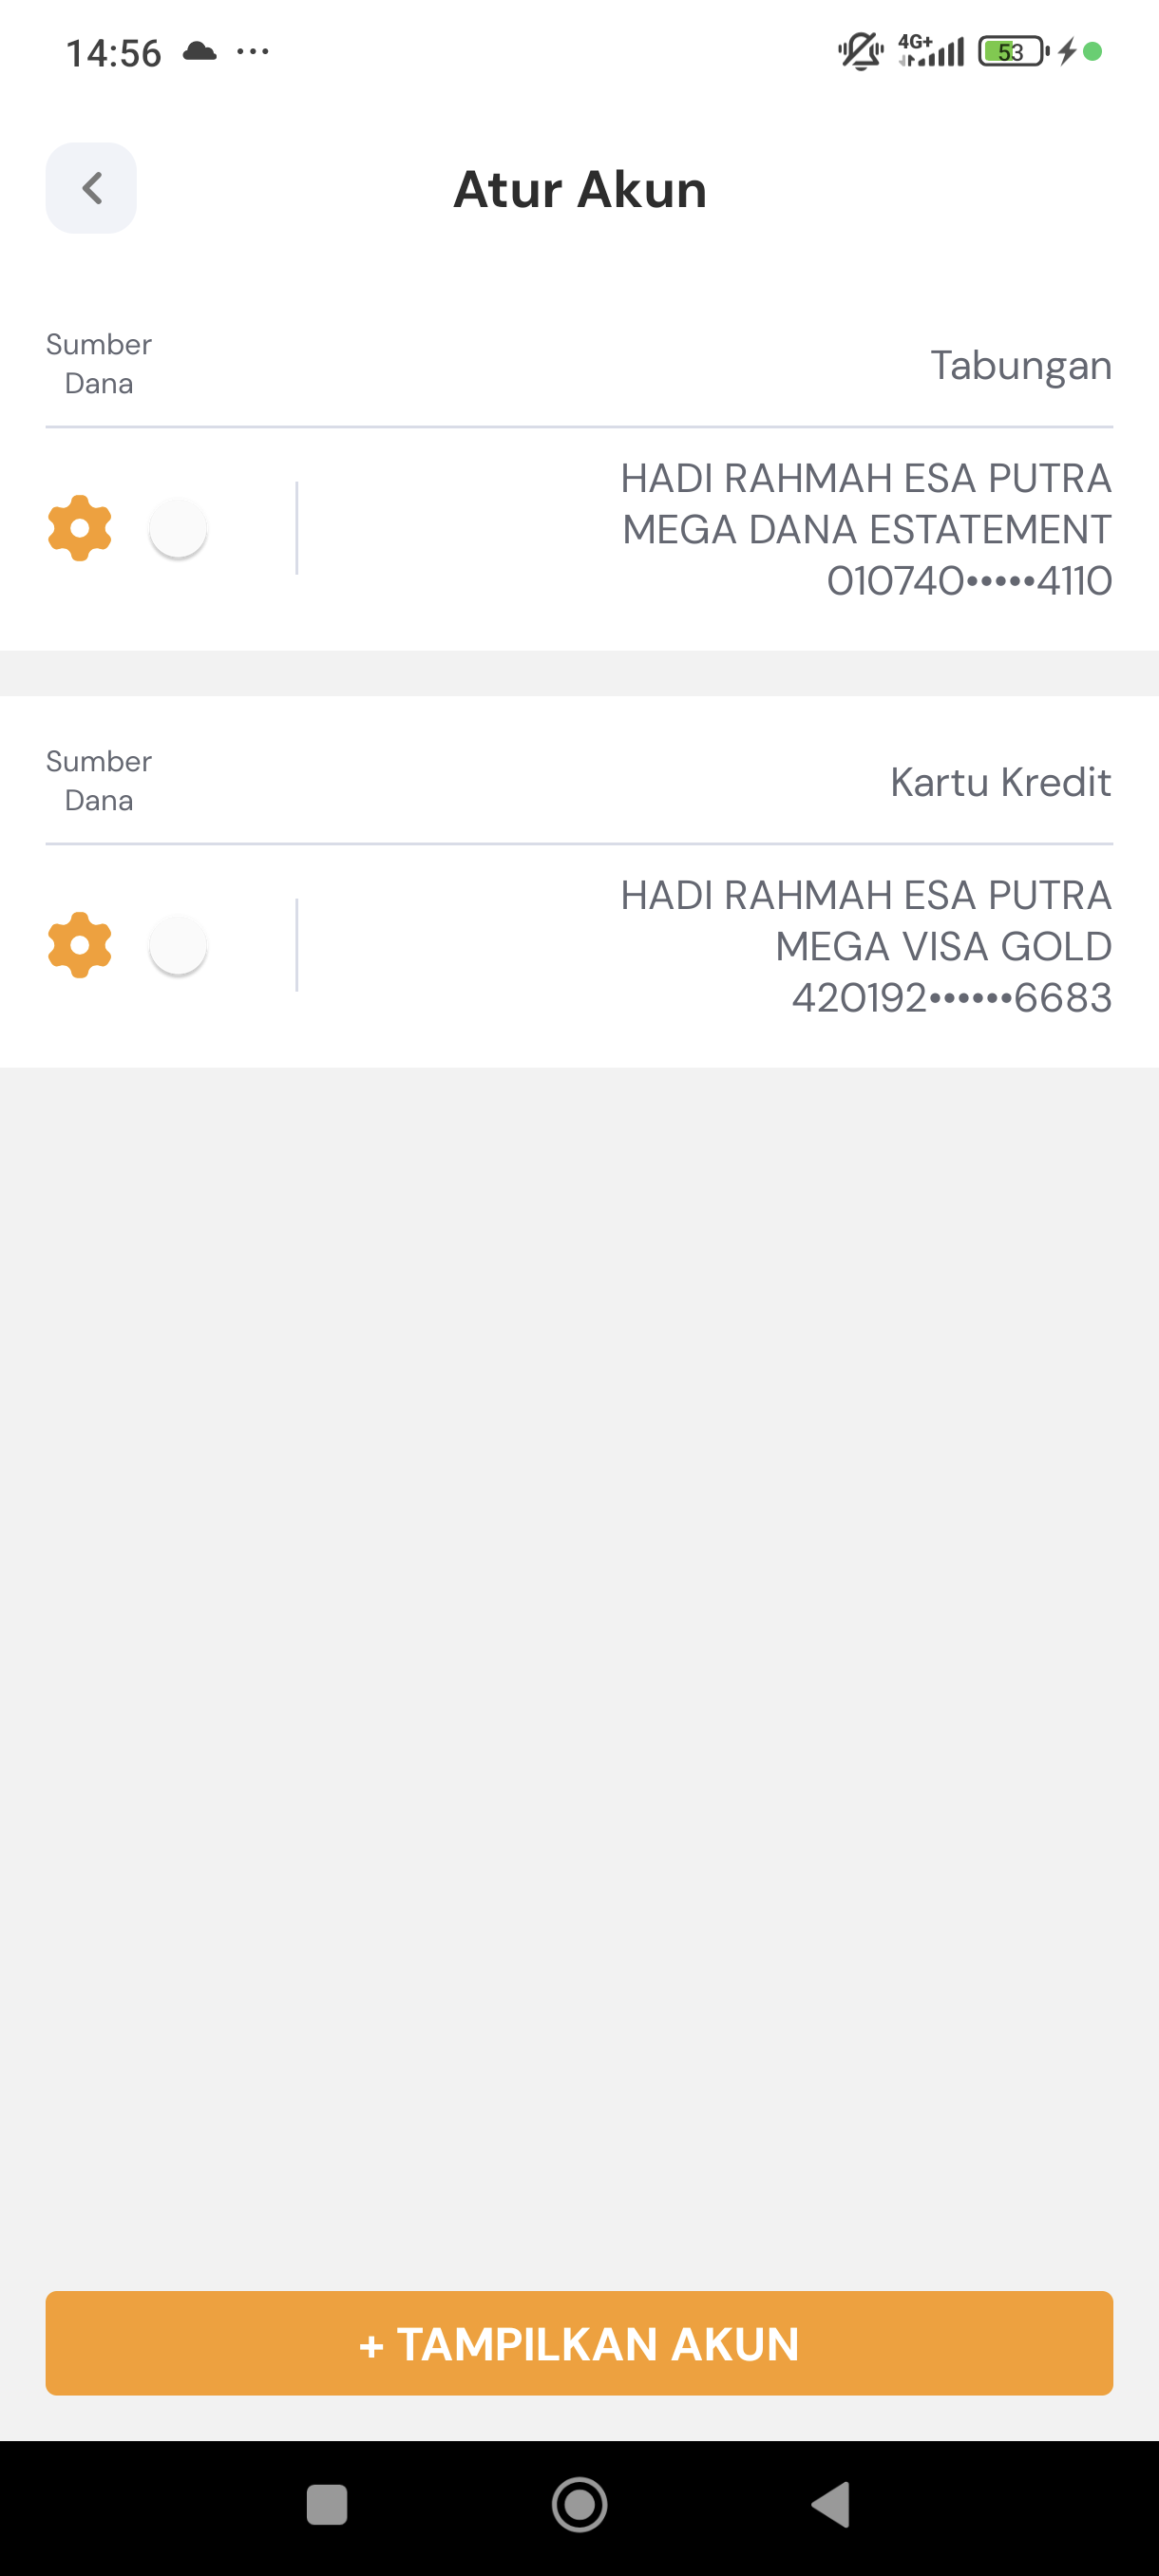 14:56
4G+
53
Atur Akun
Sumber
Dana
Tabungan
HADI RAHMAH ESA PUTRA
MEGA DANA ESTATEMENT
010740•••••4110
Sumber
Dana
Kartu Kredit
HADI RAHMAH ESA PUTRA
MEGA VISA GOLD
420192••••••6683
+ TAMPILKAN AKUN